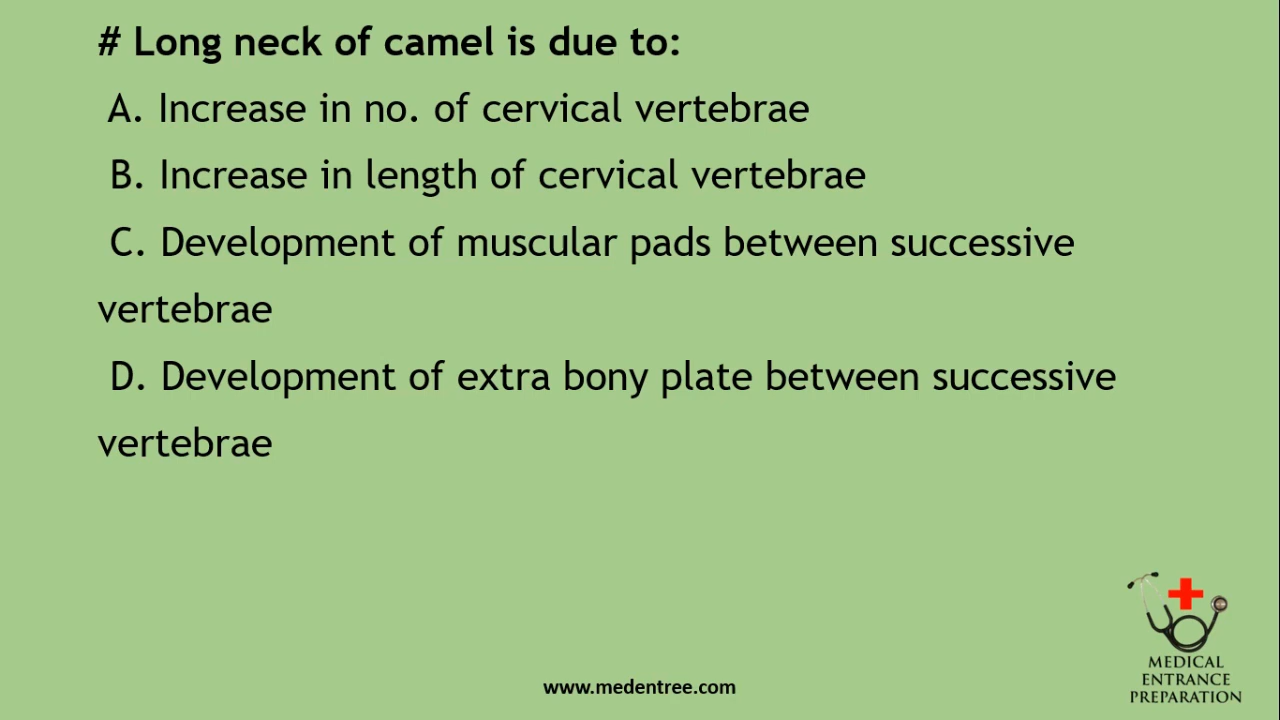 # Long neck of camel is due to:
A. Increase in no. of cervical vertebrae
B. Increase in length of cervical vertebrae
C. Development of muscular pads between successive
vertebrae
D. Development of extra bony plate between successive
vertebrae
MEDICAL
ENTRANCE
PREPARATION
www.medentree.com